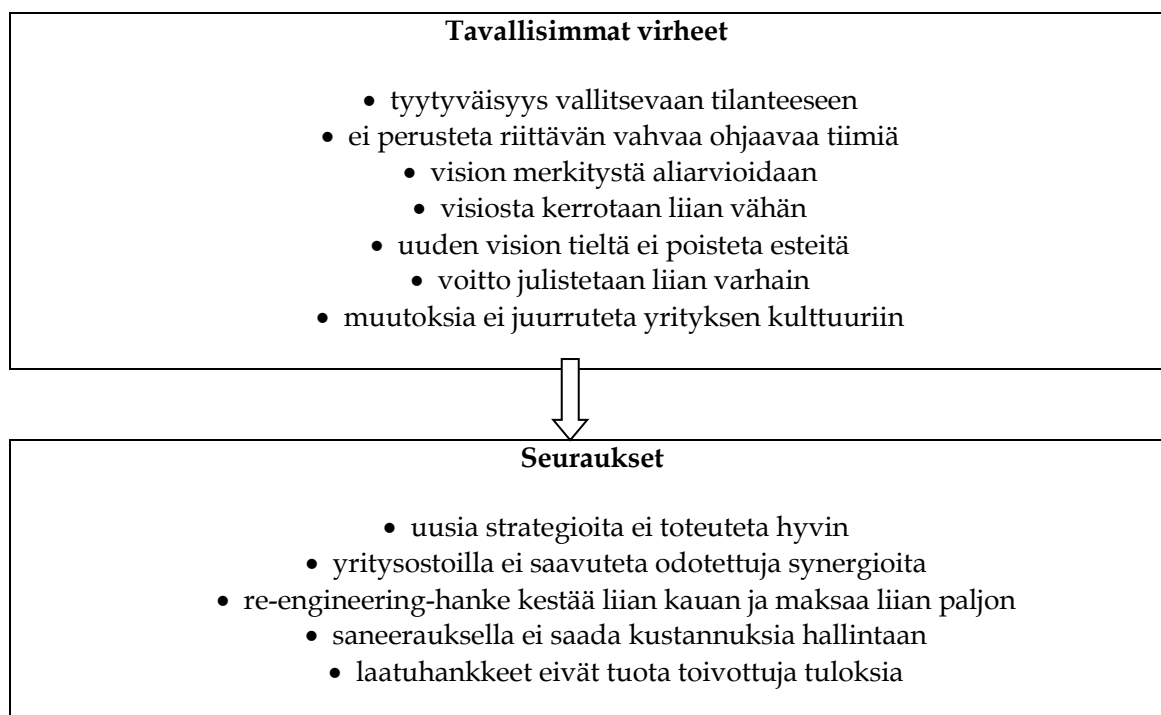 Tavallisimmat virheet
• tyytyväisyys vallitsevaan tilanteeseen
• ei perusteta riittävän vahvaa ohjaavaa tiimiä
• vision merkitystä aliarvioidaan
• visiosta kerrotaan liian vähän
• uuden vision tieltä ei poisteta esteitä
• voitto julistetaan liian varhain
• muutoksia ei juurruteta yrityksen kulttuuriin
Seuraukset
• uusia strategioita ei toteuteta hyvin
• yritysostoilla ei saavuteta odotettuja synergioita
• re-engineering-hanke kestää liian kauan ja maksaa liian paljon
• saneerauksella ei saada kustannuksia hallintaan
• laatuhankkeet eivät tuota toivottuja tuloksia